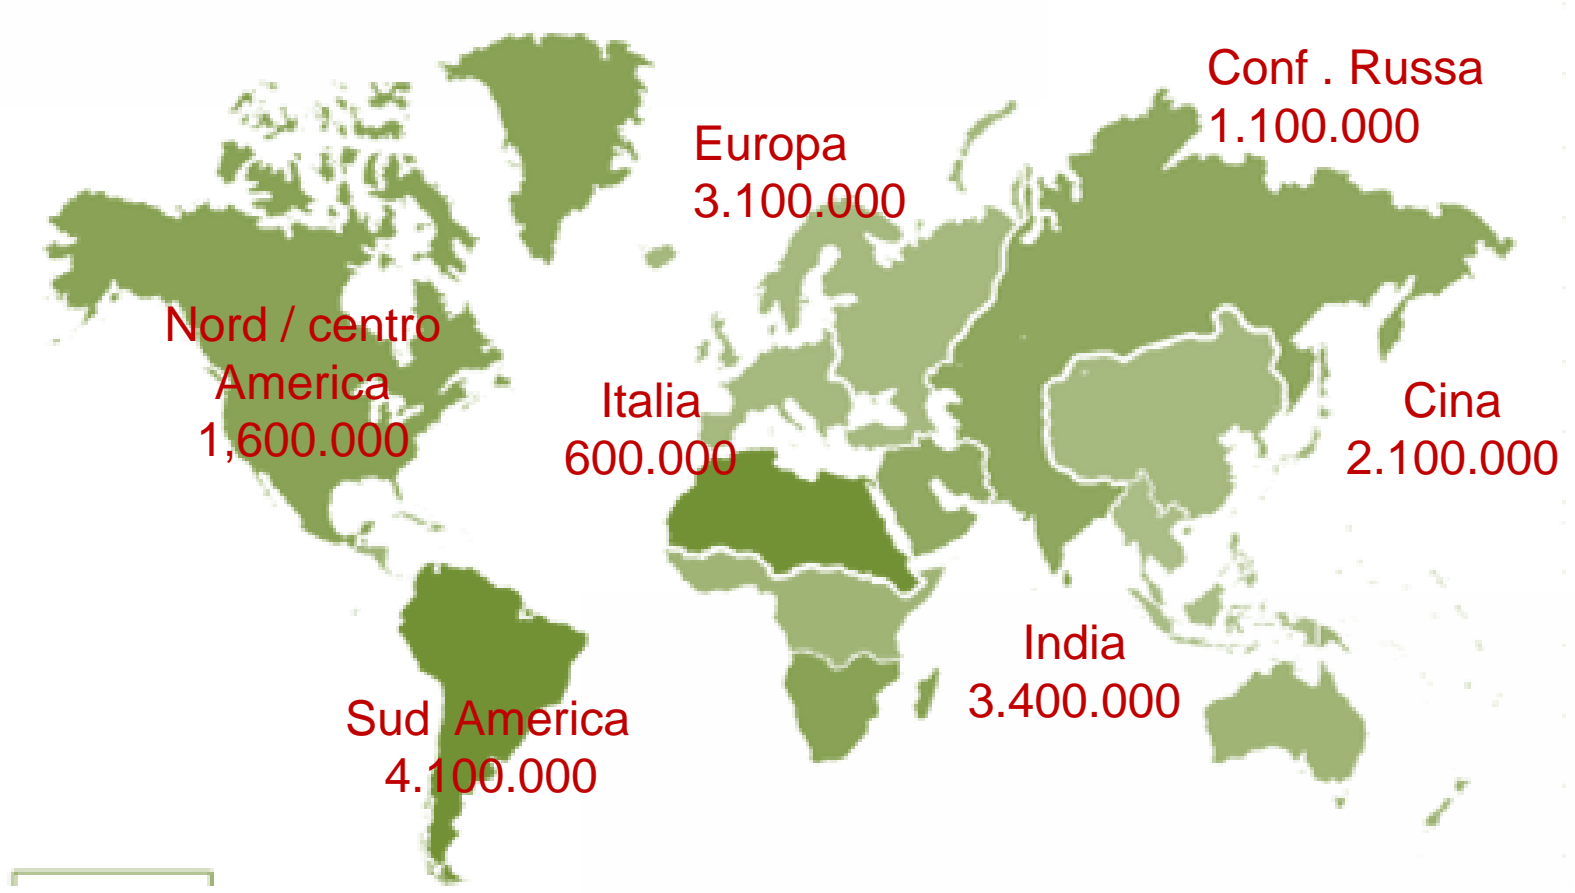 Conf . Russa
1.100.000
Europa
3.100.000
Nord / centro
America
1,600.000
Italia
600.000
Cina
2.100.000
India
3.400.000
Sud America
4.100.000